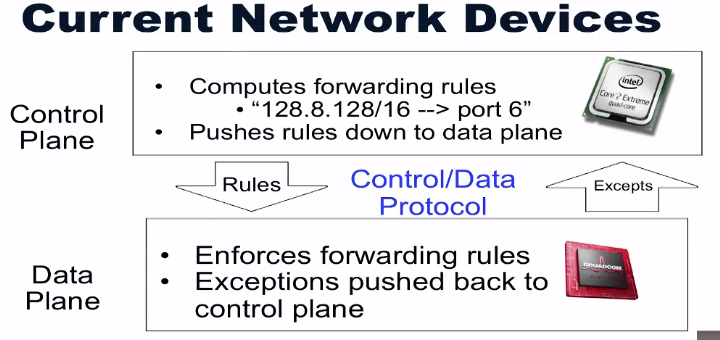 Current Network Devices
Control
Plane
• Computes forwarding rules
• “128.8.128/16 --> port 6”
• Pushes rules down to data plane
intel
Core 2 Extreme
quad-core
Rules
Control/Data
Protocol
Excepts
Data
Plane
• Enforces forwarding rules
• Exceptions pushed back to
control plane
BROADCOM